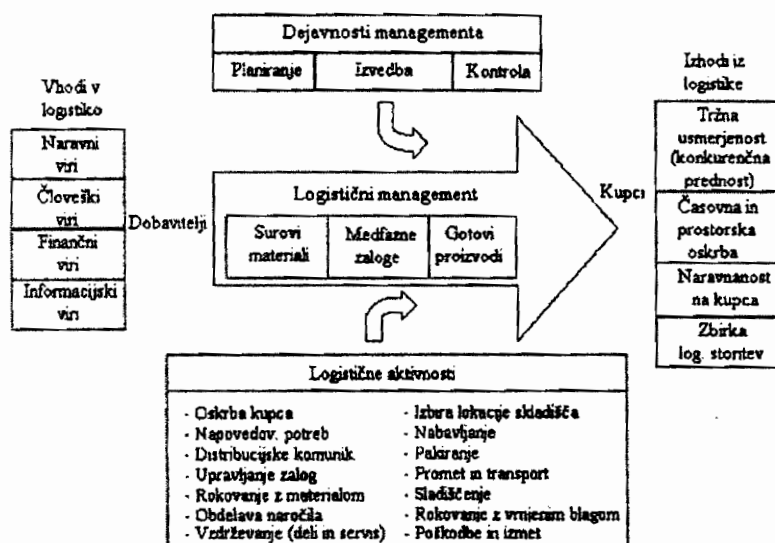 Dejavnosti managementa
Planiranje
Izvedba
Kontrola
Vhodi v
logistiko
Naravni
viri
Človeški
viri
Finančni
viri
Informacijski
viri
Dobavitelji
Logistični management
Surovi
materiali
Medfazne
zaloge
Gotovi
proizvodi
Kupci
Izhodi iz
logistike
Tržna
usmerjenost
(konkurenčna
prednost)
Časovna in
prostorska
oskrba
Naravnanost
na kupca
Zbirka
log. storitev
Logistične aktivnosti
- Oskrba kupca
- Napovedov. potreb
- Distribucijske komunik.
- Upravljanje zalog
- Rokovanje z materialom
- Obdelava naročila
- Vzdrževanje (deli in servis)
- Izbira lokacije skladišča
- Nabavljanje
- Pakiranje
- Promet in transport
- Sladiščenje
- Rokovanje z vrnjenim blagom
- Poškodbe in izmet